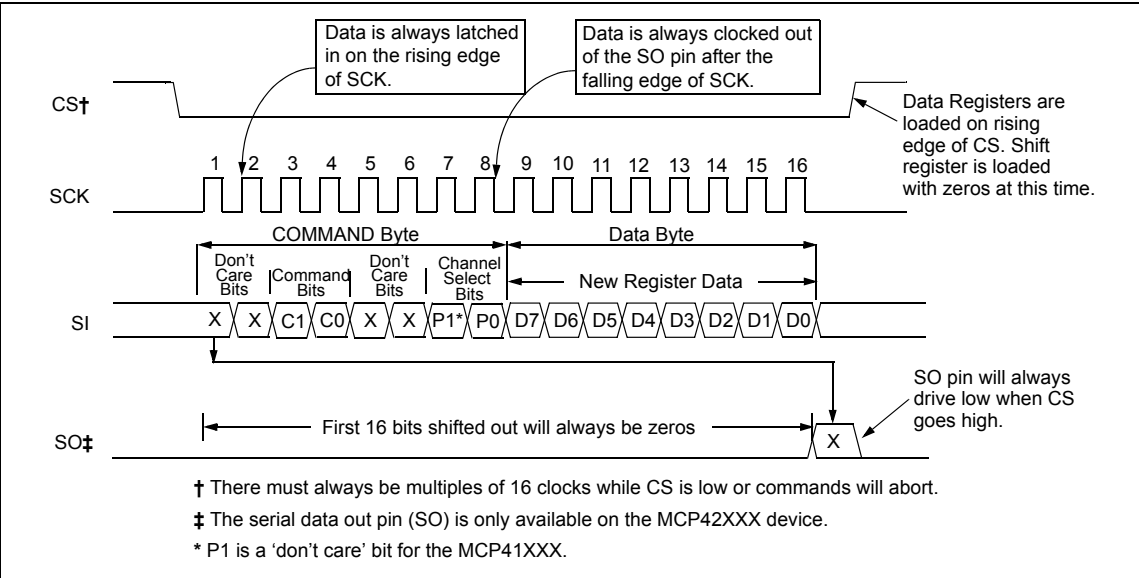 Data is always latched
in on the rising edge
of SCK.
Data is always clocked out
of the SO pin after the
falling edge of SCK.
CS†
Data Registers are
loaded on rising
edge of CS. Shift
register is loaded
with zeros at this time.
1 2 3 4 5 6 7 8 9 10 11 12 13 14 15 16
SCK
COMMAND Byte
Data Byte
Don't
Care
Bits
Command
Bits
Don't
Care
Bits
Channel
Select
Bits
New Register Data
SI
X X C1 C0 X X P1* P0 D7 D6 D5 D4 D3 D2 D1 D0
SO pin will always
drive low when CS
goes high.
First 16 bits shifted out will always be zeros
X
SO‡
† There must always be multiples of 16 clocks while CS is low or commands will abort.
‡ The serial data out pin (SO) is only available on the MCP42XXX device.
* P1 is a 'don't care' bit for the MCP41XXX.